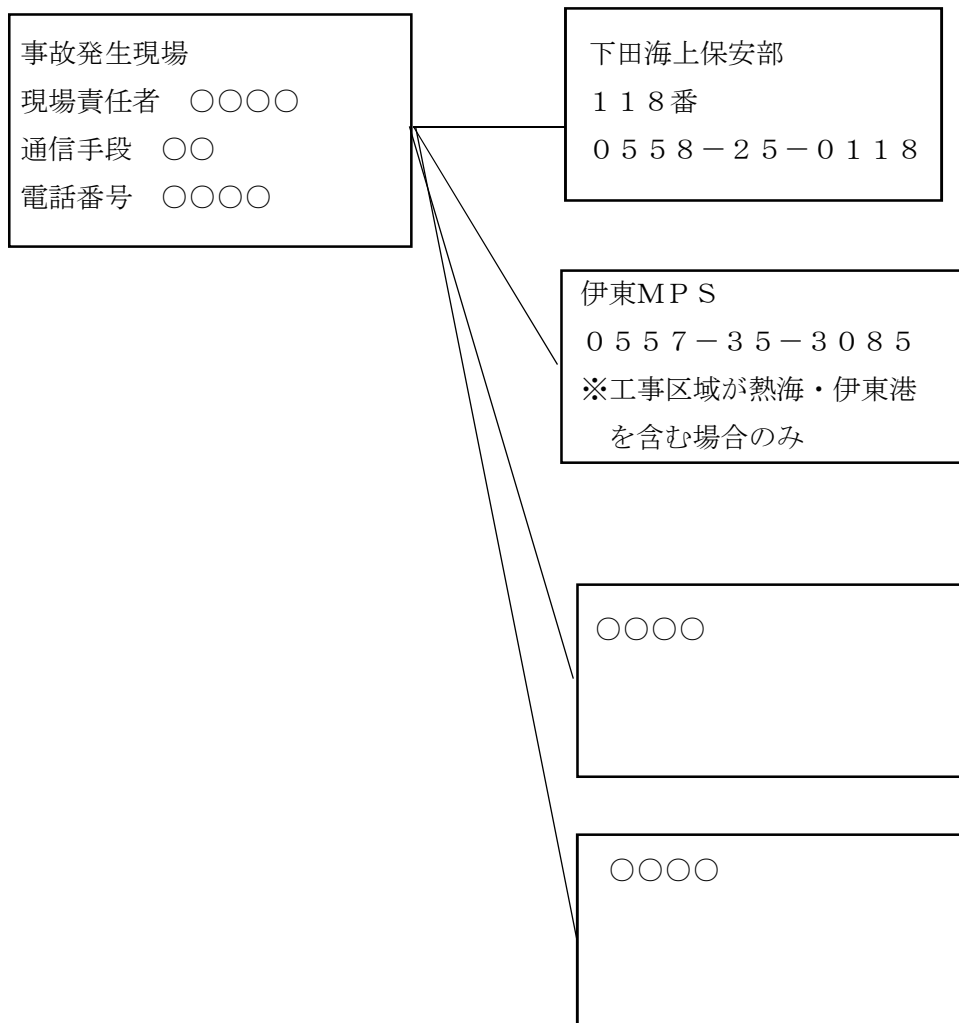 事故発生現場
現場責任者　○○○○
通信手段　○○
電話番号　○○○○
下田海上保安部
１１８番
０５５８－２５－０１１８
伊東ＭＰＳ
０５５７－３５－３０８５
※工事区域が熱海・伊東港
を含む場合のみ
○○○○
○○○○